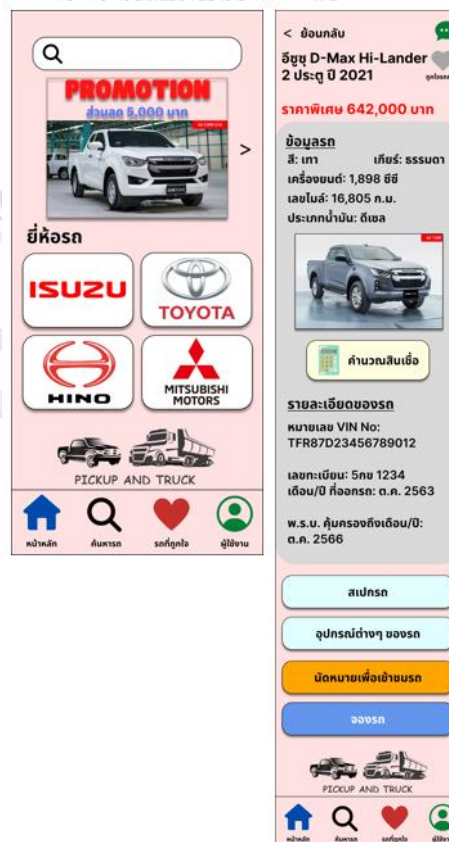 PROMOTION
ส่วนลด 5,000 บาท
>
ยี่ห้อรถ
ISUZU
TOYOTA
HINO
MITSUBISHI
MOTORS
PICKUP AND TRUCK
หน้าหลัก
ค้นหารถ
รถที่ถูกใจ
ผู้ใช้งาน
< ย้อนกลับ
อีซูซุ D-Max Hi-Lander
2 ประตู ปี 2021
ราคาพิเศษ 642,000 บาท
ข้อมูลรถ
สี: เทา เกียร์: ธรรมดา
เครื่องยนต์: 1,898 ซีซี
เลขไมล์: 16,805 ก.ม.
ประเภทน้ำมัน: ดีเซล
คำนวณสินเชื่อ
รายละเอียดของรถ
หมายเลข VIN No:
TFR87D23456789012
เลขทะเบียน: 5กข 1234
เดือน/ปี ที่ออกรถ: ต.ค. 2563
พ.ร.บ. คุ้มครองถึงเดือน/ปี:
ต.ค. 2566
สเปกรถ
อุปกรณ์ต่างๆ ของรถ
นัดหมายเพื่อเข้าชมรถ
จองรถ
PICKUP AND TRUCK
หน้าหลัก
ค้นหารถ
รถที่ถูกใจ